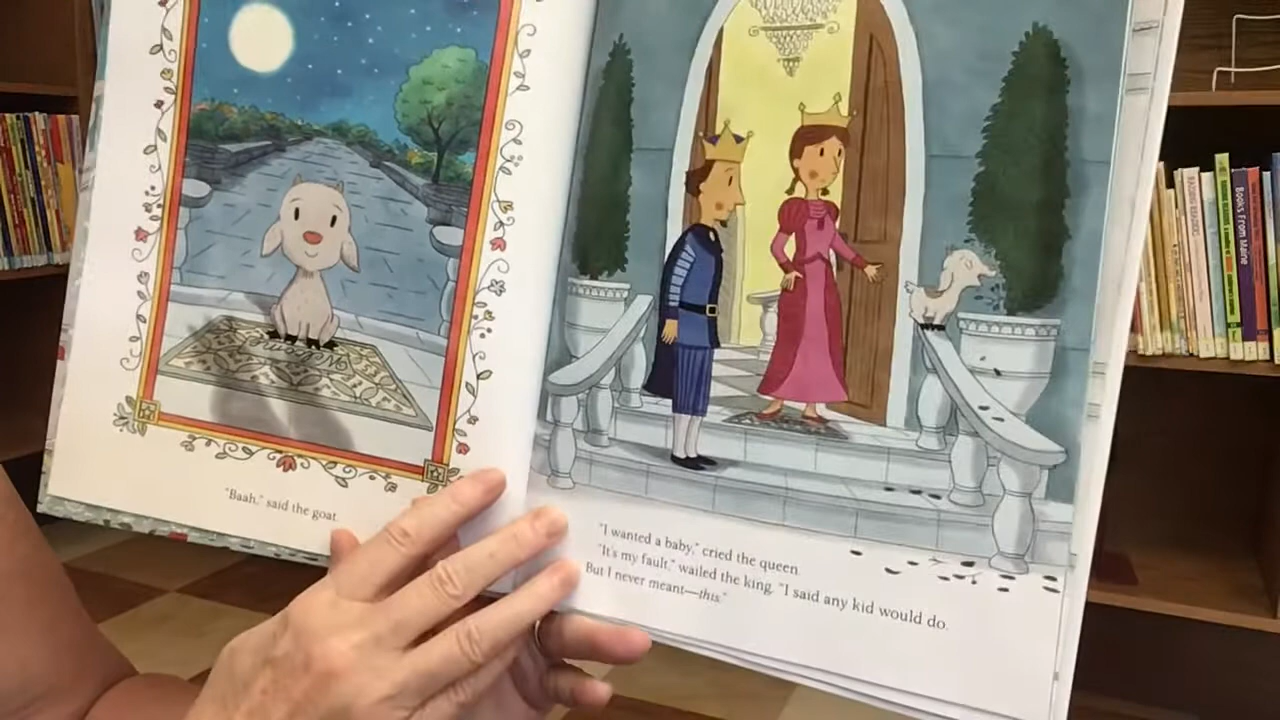 "Baah," said the goat.
Welcome
"I wanted a baby," cried the queen.
"It's my fault," wailed the king. "I said any kid would do.
But I never meant—this."
Books From Maine